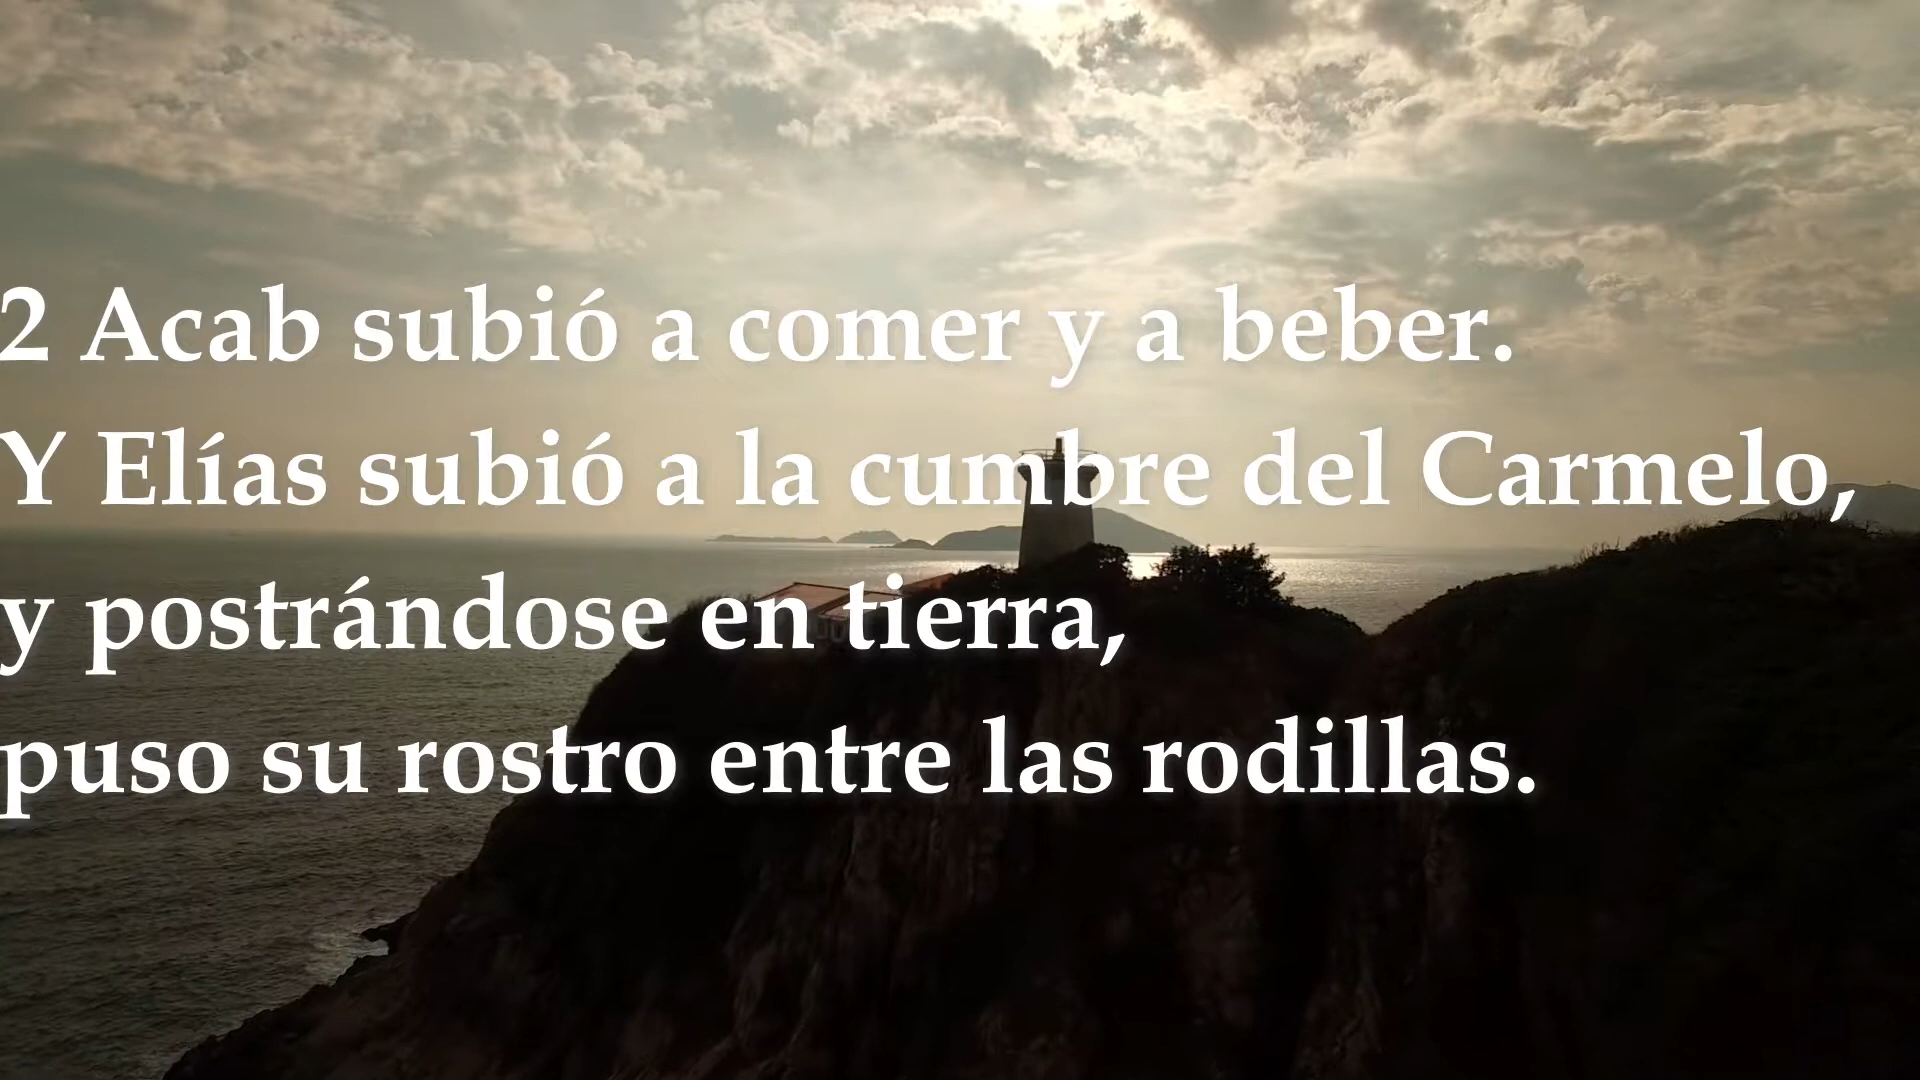 2 Acab subió a comer y a beber.
Y Elías subió a la cumbre del Carmelo,
y postrándose en tierra,
puso su rostro entre las rodillas.